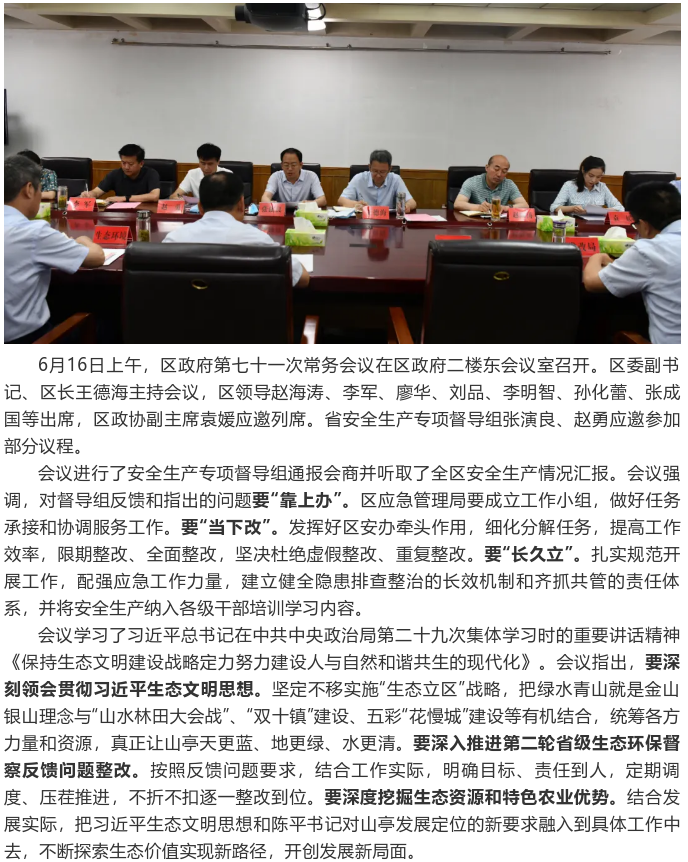 生态环境
6月16日上午，区政府第七十一次常务会议在区政府二楼东会议室召开。区委副书
记、区长王德海主持会议，区领导赵海涛、李军、廖华、刘品、李明智、孙化蕾、张成
国等出席，区政协副主席袁媛应邀列席。省安全生产专项督导组张演良、赵勇应邀参加
部分议程。
会议进行了安全生产专项督导组通报会商并听取了全区安全生产情况汇报。会议强
调，对督导组反馈和指出的问题要“靠上办”。区应急管理局要成立工作小组，做好任务
承接和协调服务工作。要“当下改”。发挥好区安办牵头作用，细化分解任务，提高工作
效率，限期整改、全面整改，坚决杜绝虚假整改、重复整改。要“长久立”。扎实规范开
展工作，配强应急工作力量，建立健全隐患排查整治的长效机制和齐抓共管的责任体
系，并将安全生产纳入各级干部培训学习内容。
会议学习了习近平总书记在中共中央政治局第二十九次集体学习时的重要讲话精神
《保持生态文明建设战略定力努力建设人与自然和谐共生的现代化》。会议指出，要深
刻领会贯彻习近平生态文明思想。坚定不移实施“生态立区”战略，把绿水青山就是金山
银山理念与“山水林田大会战”、“双十镇”建设、五彩“花慢城”建设等有机结合，统筹各方
力量和资源，真正让山亭天更蓝、地更绿、水更清。要深入推进第二轮省级生态环保督
察反馈问题整改。按照反馈问题要求，结合工作实际，明确目标、责任到人，定期调
度、压茬推进，不折不扣逐一整改到位。要深度挖掘生态资源和特色农业优势。结合发
展实际，把习近平生态文明思想和陈平书记对山亭发展定位的新要求融入到具体工作中
去，不断探索生态价值实现新路径，开创发展新局面。